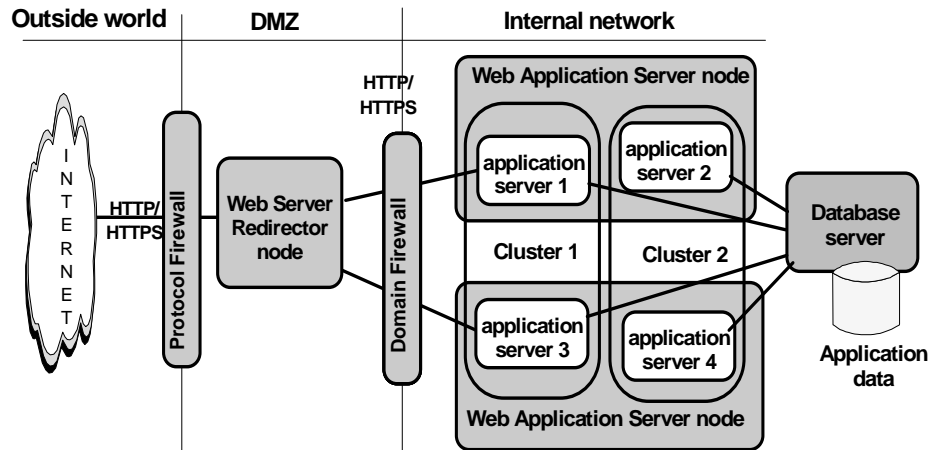 Outside world
DMZ
Internal network
INTERNET
HTTP/
HTTPS
Protocol Firewall
Web Server
Redirector
node
HTTP/
HTTPS
Domain Firewall
Web Application Server node
application
server 1
application
server 2
Cluster 1
Cluster 2
application
server 3
application
server 4
Web Application Server node
Database
server
Application
data